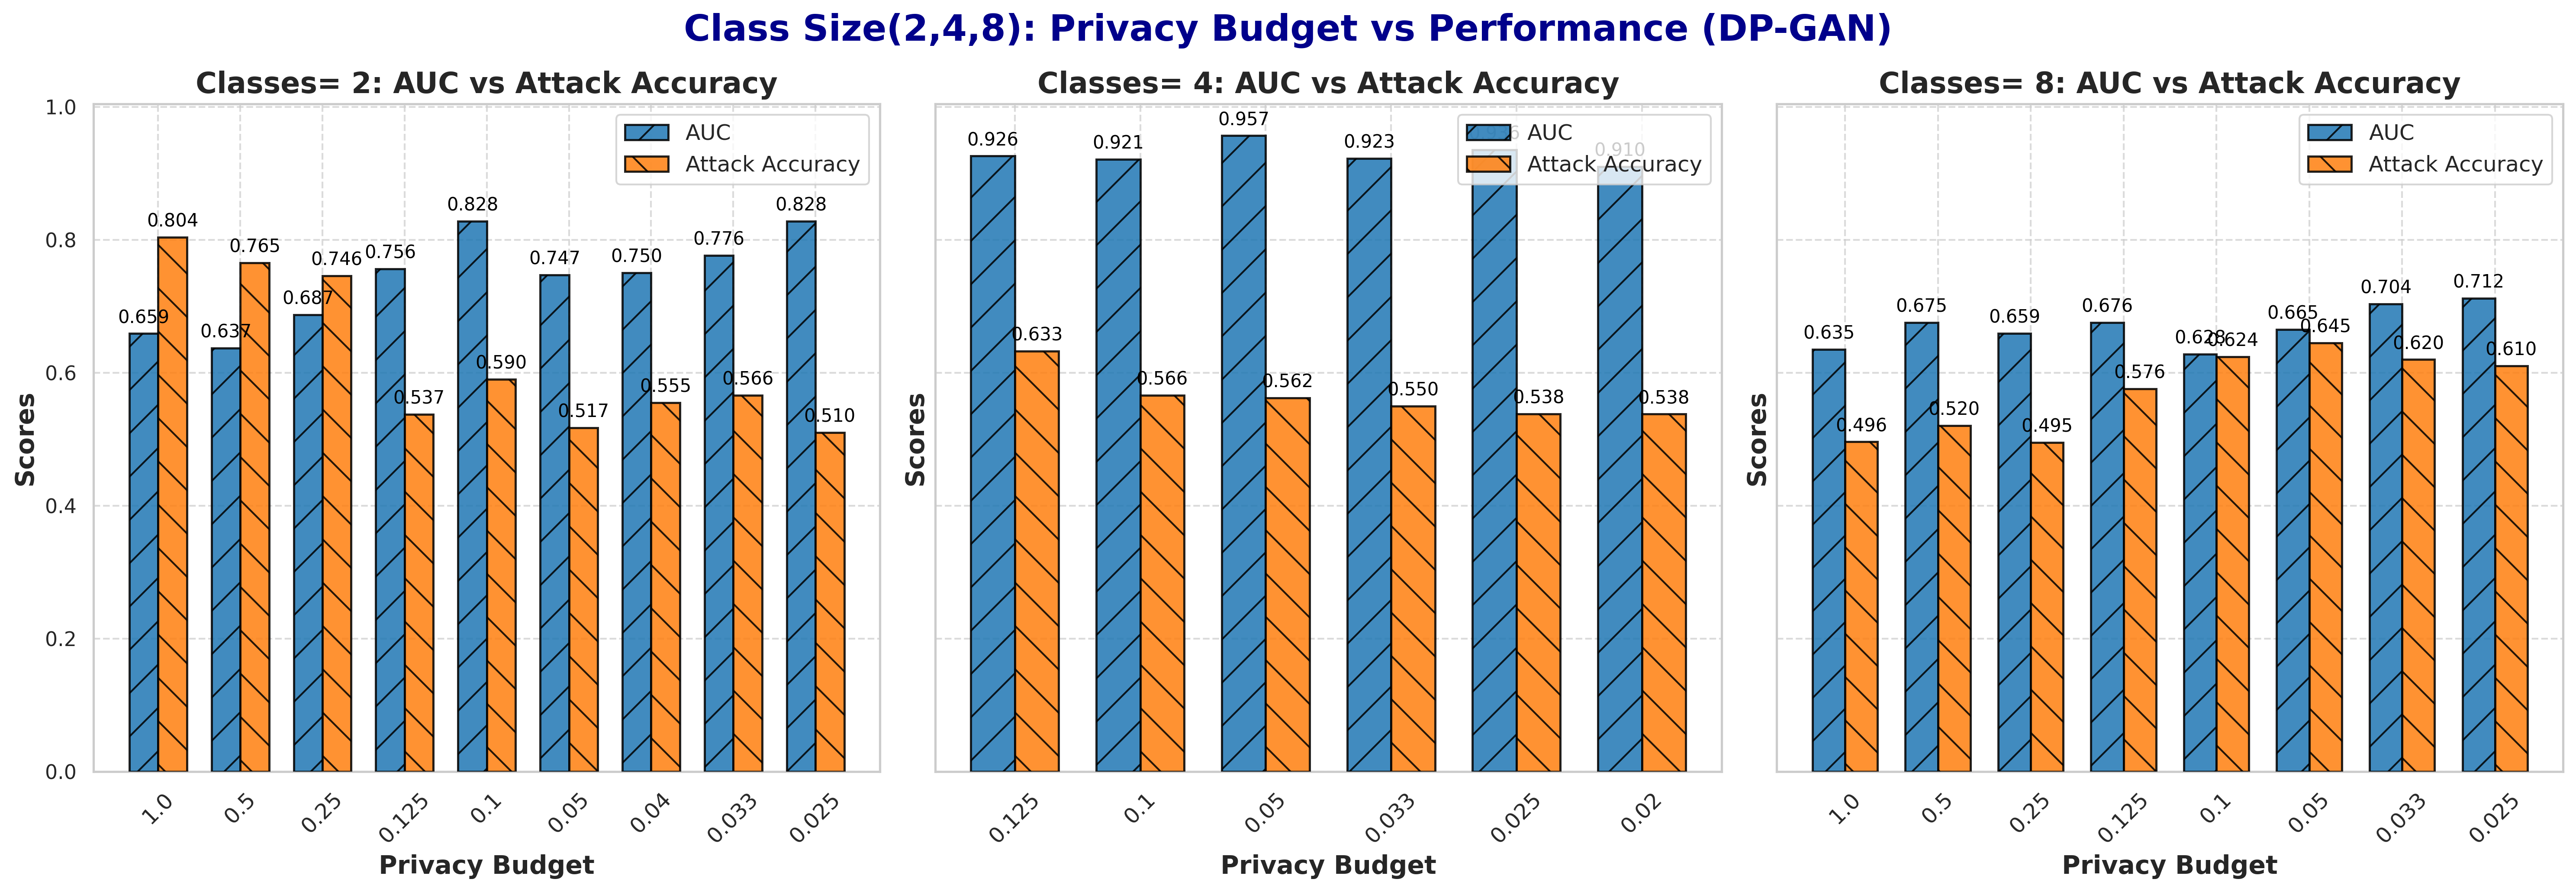 Class Size(2,4,8): Privacy Budget vs Performance (DP-GAN)
Classes= 2: AUC vs Attack Accuracy
Scores
1.0
0.8
0.6
0.4
0.2
0.0
AUC
Attack Accuracy
0.659 0.804 0.637 0.765 0.687 0.746 0.756 0.537 0.828 0.590 0.747 0.517 0.750 0.555 0.776 0.566 0.828 0.510
1.0 0.5 0.25 0.125 0.1 0.05 0.04 0.033 0.025
Privacy Budget
Classes= 4: AUC vs Attack Accuracy
Scores
AUC
Attack Accuracy
0.926 0.633 0.921 0.566 0.957 0.562 0.923 0.550 0.538 0.910 0.538
0.125 0.1 0.05 0.033 0.025 0.02
Privacy Budget
Classes= 8: AUC vs Attack Accuracy
Scores
AUC
Attack Accuracy
0.635 0.496 0.675 0.520 0.659 0.495 0.676 0.576 0.628 0.624 0.665 0.645 0.704 0.620 0.712 0.610
1.0 0.5 0.25 0.125 0.1 0.05 0.033 0.025
Privacy Budget